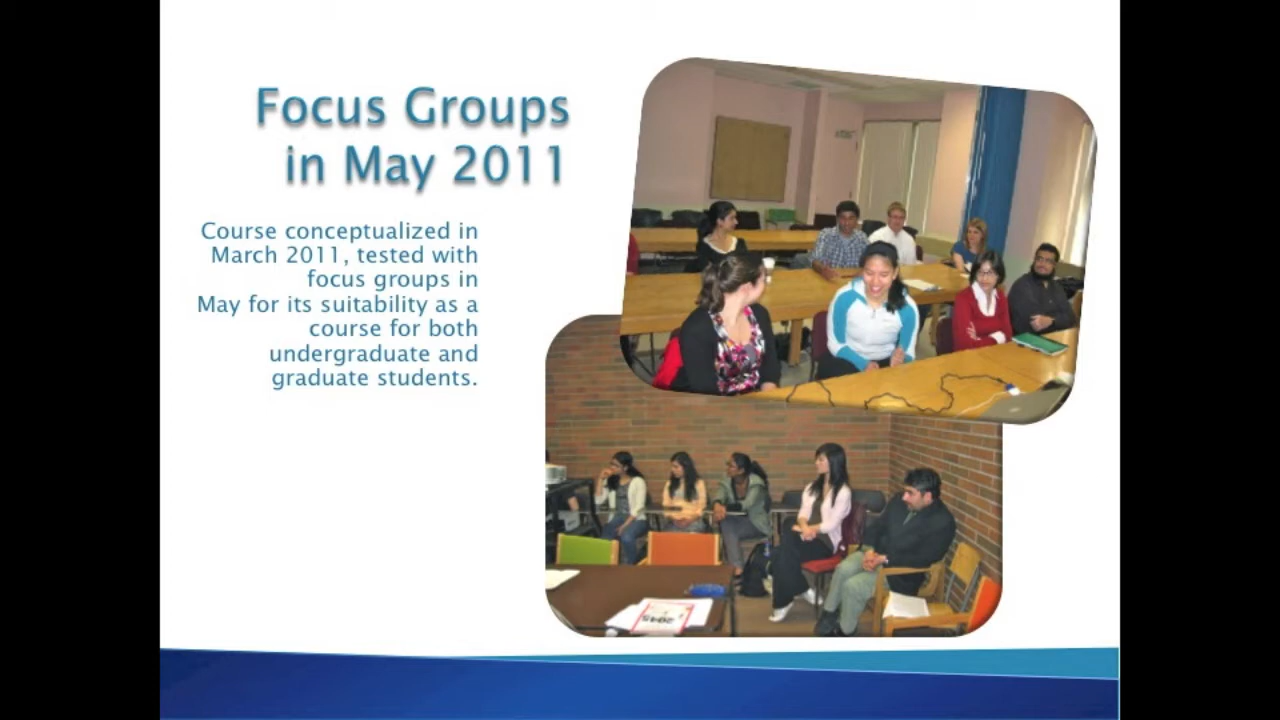 Focus Groups
in May 2011
Course conceptualized in
March 2011, tested with
focus groups in
May for its suitability as a
course for both
undergraduate and
graduate students.
2045